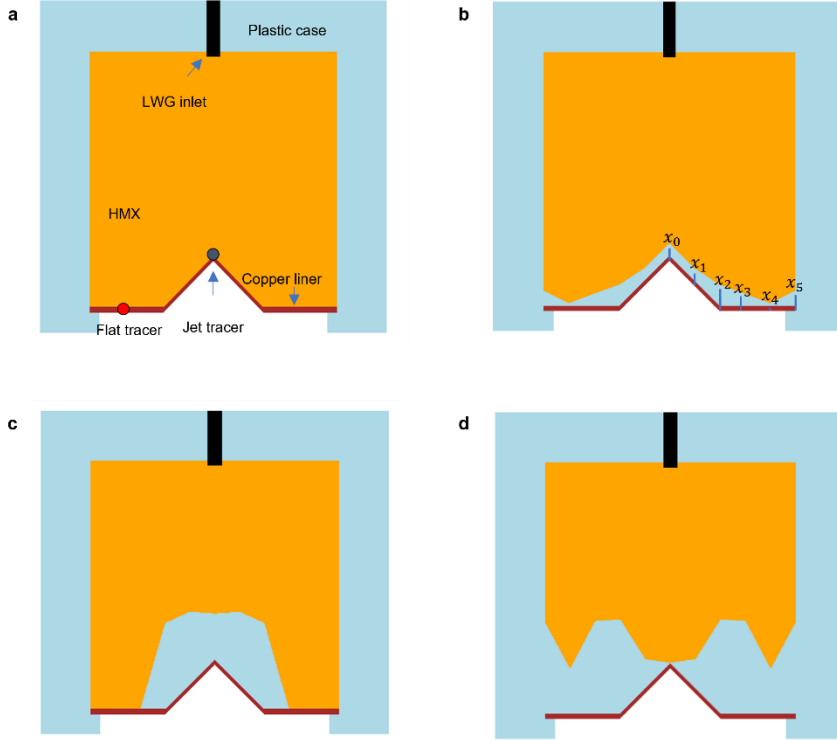 a
Plastic case
LWG inlet
HMX
Copper liner
Flat tracer
Jet tracer
b
x₀
x₁
x₂
x₃
x₄
x₅
c
d